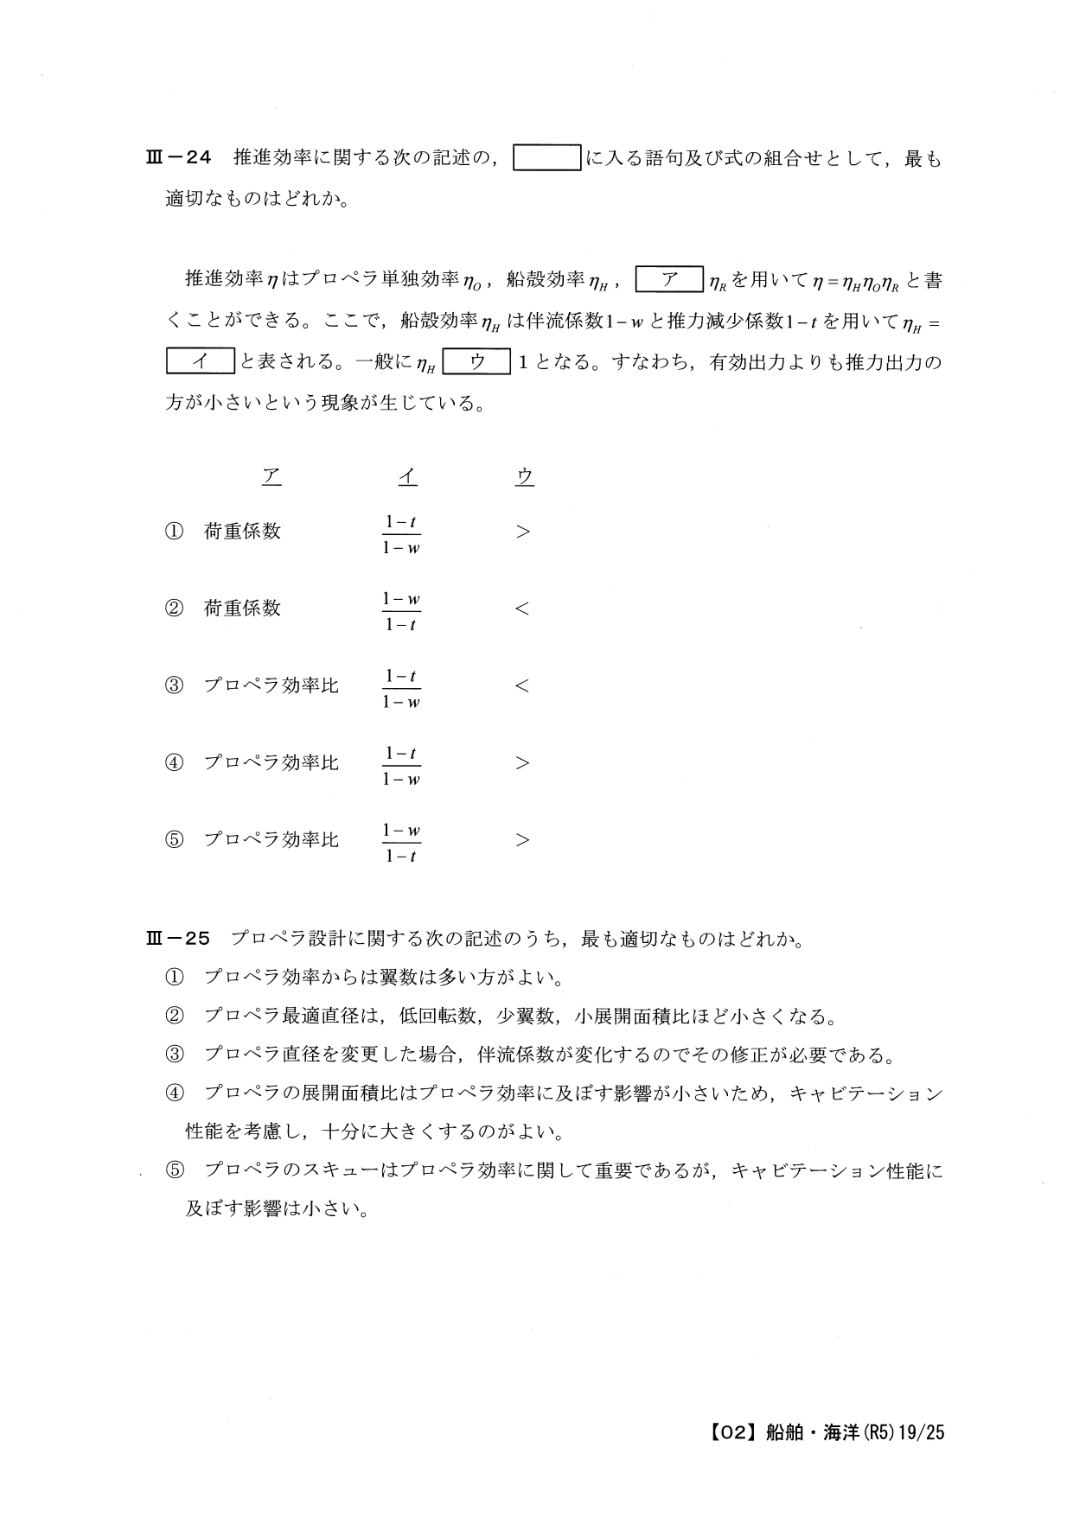 Ⅲ－24　推進効率に関する次の記述の，　　　に入る語句及び式の組合せとして，最も
適切なものはどれか。
推進効率ηはプロペラ単独効率η_O，船殻効率η_H，　ア　η_Rを用いてη＝η_Hη_Oη_Rと書
くことができる。ここで，船殻効率η_Hは伴流係数1−wと推力減少係数1−tを用いてη_H＝
イ　と表される。一般にη_H　ウ　1となる。すなわち，有効出力よりも推力出力の
方が小さいという現象が生じている。
ア　イ　ウ
①　荷重係数　(1−t)/(1−w)　＞
②　荷重係数　(1−w)/(1−t)　＜
③　プロペラ効率比　(1−t)/(1−w)　＜
④　プロペラ効率比　(1−t)/(1−w)　＞
⑤　プロペラ効率比　(1−w)/(1−t)　＞
Ⅲ－25　プロペラ設計に関する次の記述のうち，最も適切なものはどれか。
①　プロペラ効率からは翼数は多い方がよい。
②　プロペラ最適直径は，低回転数，少翼数，小展開面積比ほど小さくなる。
③　プロペラ直径を変更した場合，伴流係数が変化するのでその修正が必要である。
④　プロペラの展開面積比はプロペラ効率に及ぼす影響が小さいため，キャビテーション
性能を考慮し，十分に大きくするのがよい。
⑤　プロペラのスキューはプロペラ効率に関して重要であるが，キャビテーション性能に
及ぼす影響は小さい。
【02】船舶・海洋(R5)19/25